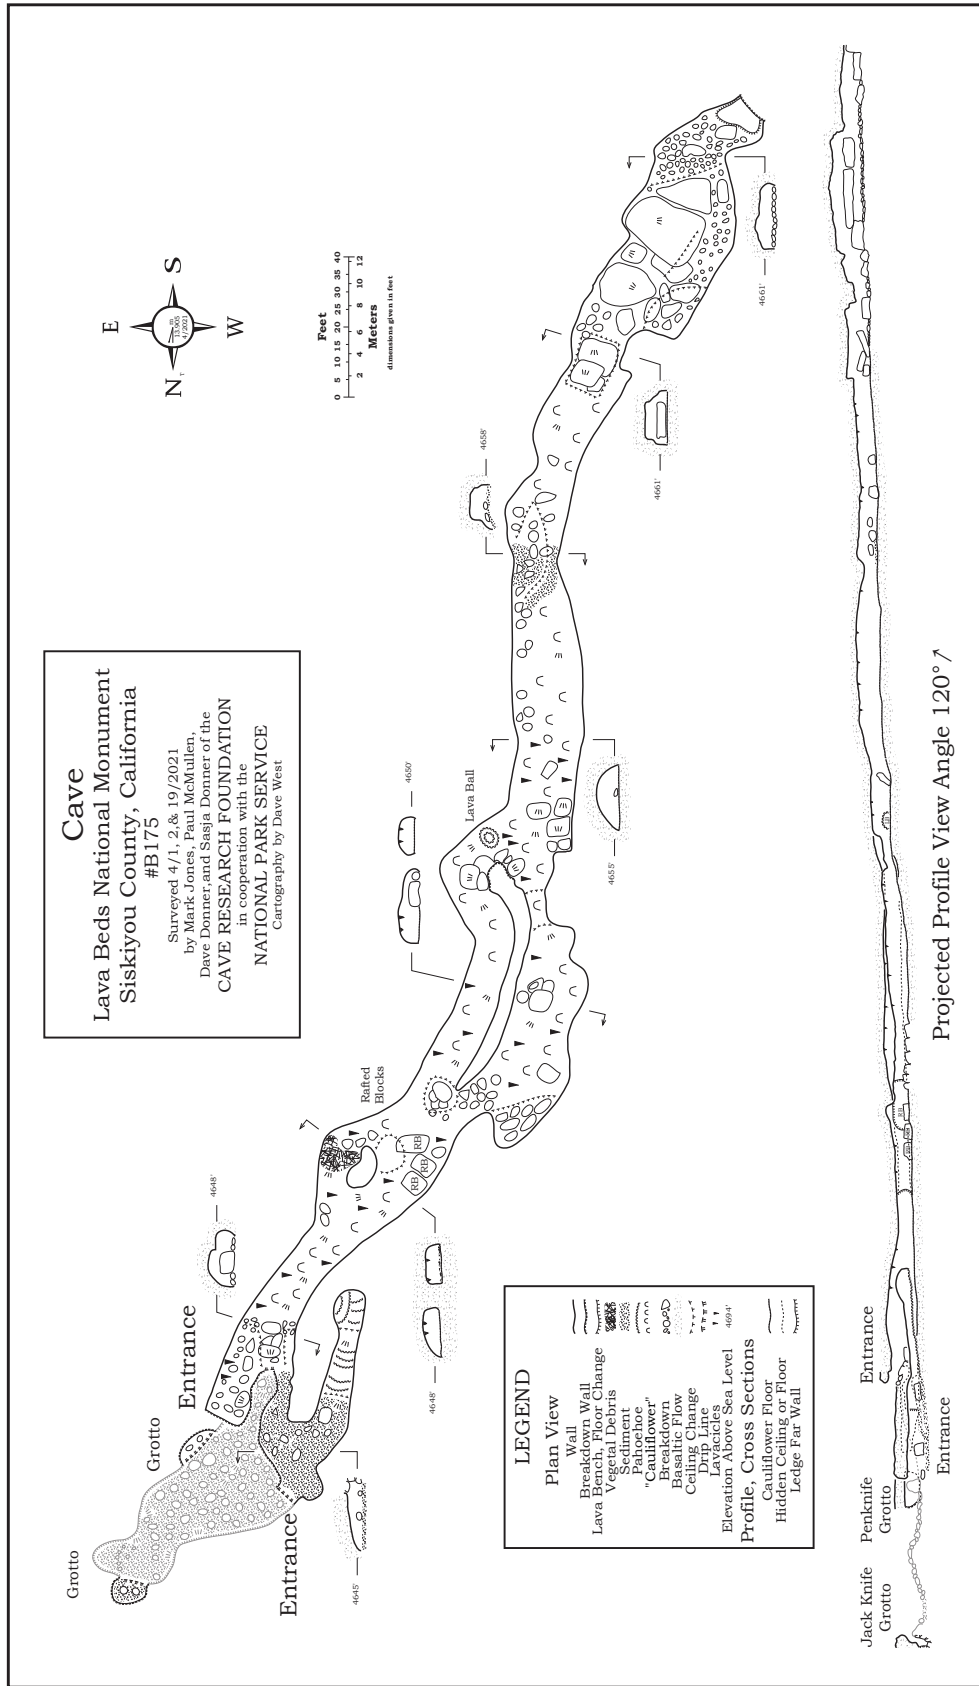 Cave
Lava Beds National Monument
Siskiyou County, California
#B175
Surveyed 4/1, 2,& 19/2021
by Mark Jones, Paul McMullen,
Dave Donner,and Sasja Donner of the
CAVE RESEARCH FOUNDATION
in cooperation with the
NATIONAL PARK SERVICE
Cartography by Dave West
N
E
S
W
T
m
13.905
4/2021
Feet
0 5 10 15 20 25 30 35 40
2 4 6 8 10 12
Meters
dimensions given in feet
Grotto
Grotto
Entrance
Entrance
4645'
4648'
4648'
Rafted
Blocks
RB
RB
RB
4650'
Lava Ball
4655'
4658'
4661'
4661'
LEGEND
Plan View
Wall
Breakdown Wall
Lava Bench, Floor Change
Vegetal Debris
Sediment
Pahoehoe
"Cauliflower"
Breakdown
Basaltic Flow
Ceiling Change
Drip Line
Lavacicles
Elevation Above Sea Level 4694'
Profile, Cross Sections
Cauliflower Floor
Hidden Ceiling or Floor
Ledge Far Wall
Jack Knife
Grotto
Penknife
Grotto
Entrance
Entrance
RB
Projected Profile View Angle 120°